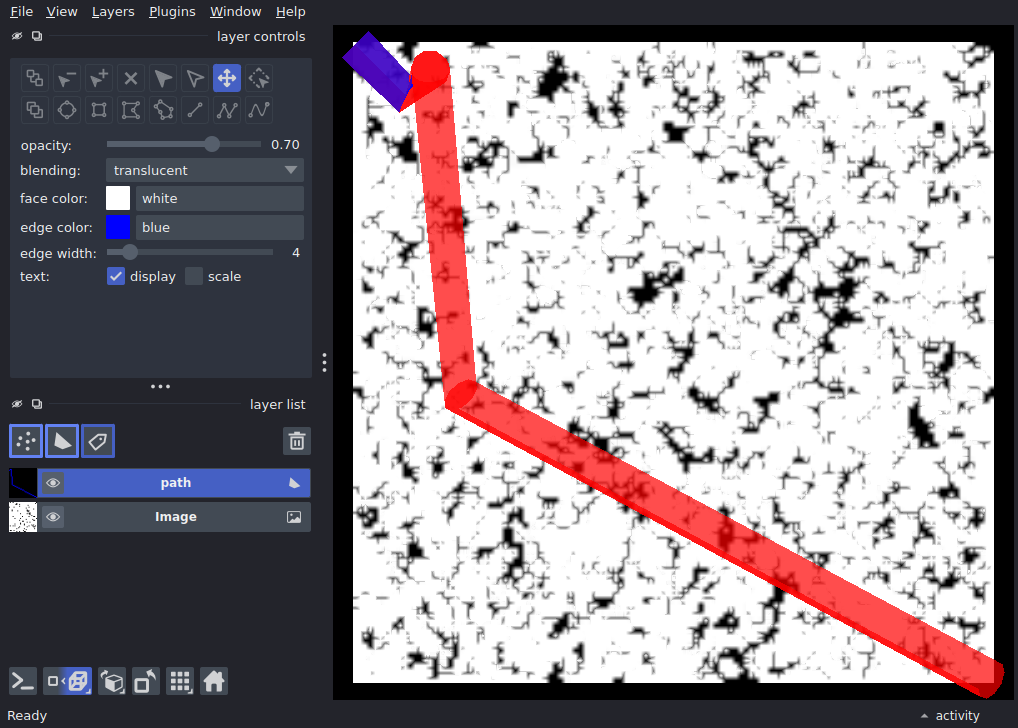 File View Layers Plugins Window Help
layer controls
opacity: 0.70
blending: translucent
face color: white
edge color: blue
edge width: 4
text: display scale
layer list
path
Image
Ready activity